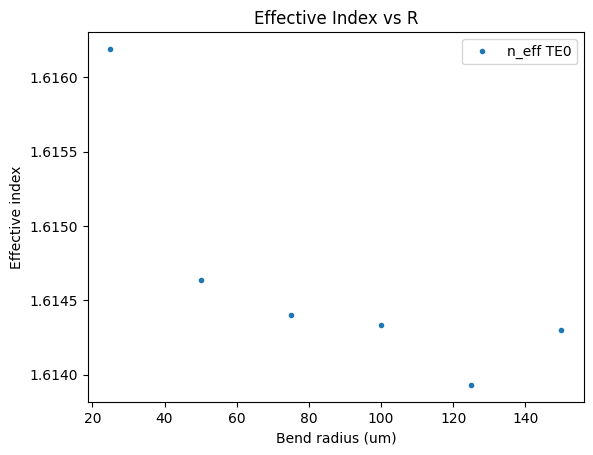 Effective Index vs R
n_eff TE0
1.6160
1.6155
1.6150
1.6145
1.6140
Effective index
20 40 60 80 100 120 140
Bend radius (um)